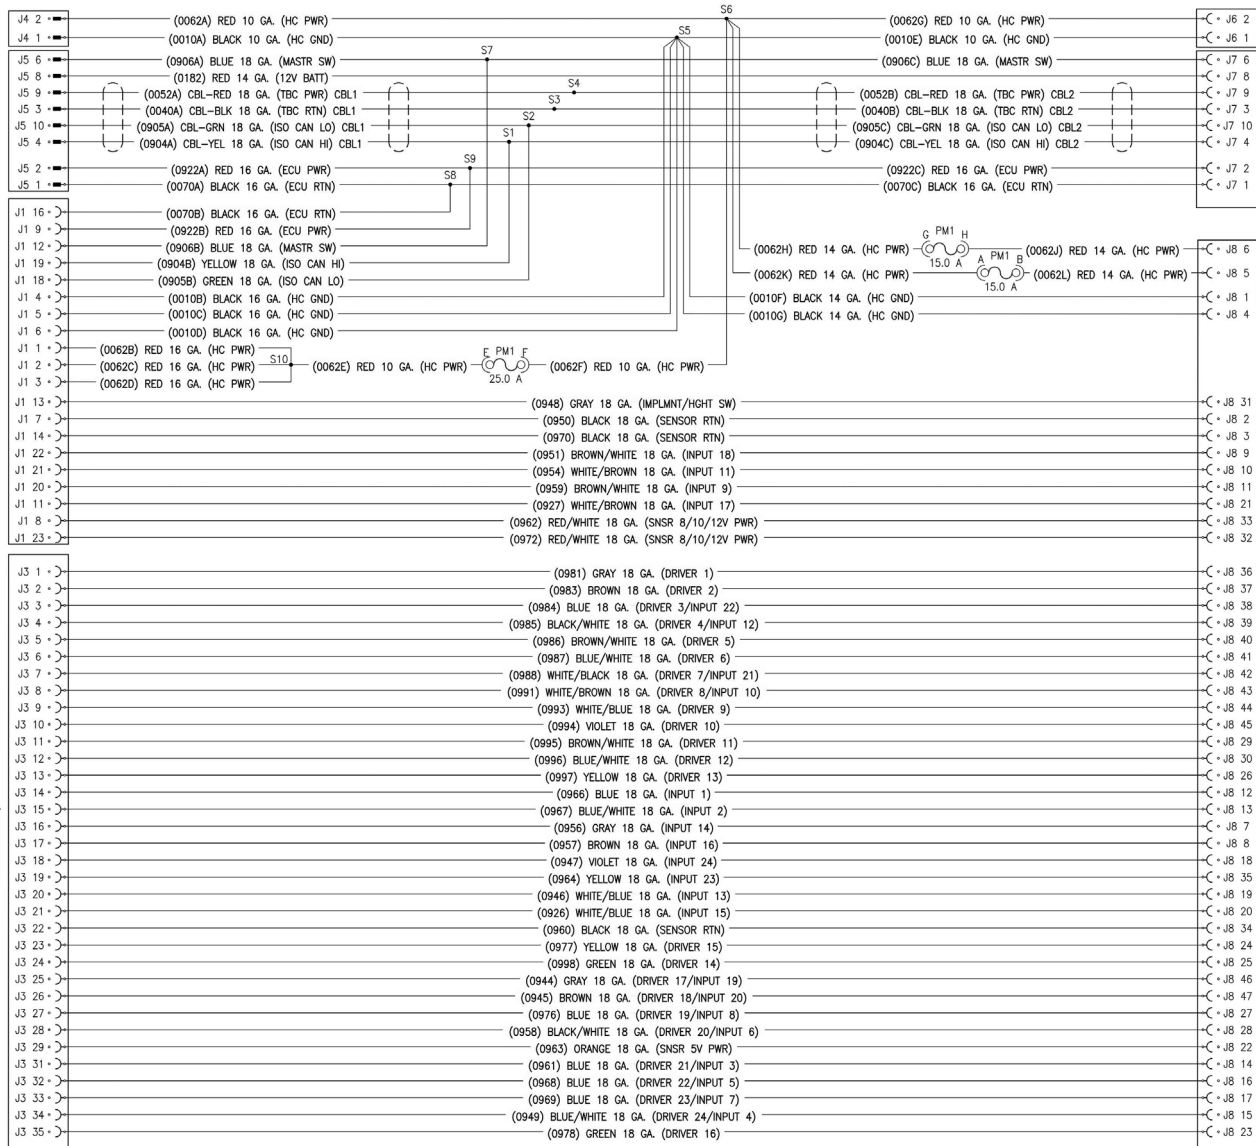 S6
J4 2 (0062A) RED 10 GA. (HC PWR) (0062G) RED 10 GA. (HC PWR) J6 2
S5
J4 1 (0010A) BLACK 10 GA. (HC GND) (0010E) BLACK 10 GA. (HC GND) J6 1
S7
J5 6 (0906A) BLUE 18 GA. (MASTR SW) (0906C) BLUE 18 GA. (MASTR SW) J7 6
J5 8 (0182) RED 14 GA. (12V BATT) J7 8
S4
J5 9 (0052A) CBL-RED 18 GA. (TBC PWR) CBL1 (0052B) CBL-RED 18 GA. (TBC PWR) CBL2 J7 9
S3
J5 3 (0040A) CBL-BLK 18 GA. (TBC RTN) CBL1 (0040B) CBL-BLK 18 GA. (TBC RTN) CBL2 J7 3
S2
J5 10 (0905A) CBL-GRN 18 GA. (ISO CAN LO) CBL1 (0905C) CBL-GRN 18 GA. (ISO CAN LO) CBL2 J7 10
S1
J5 4 (0904A) CBL-YEL 18 GA. (ISO CAN HI) CBL1 (0904C) CBL-YEL 18 GA. (ISO CAN HI) CBL2 J7 4
S9
J5 2 (0922A) RED 16 GA. (ECU PWR) (0922C) RED 16 GA. (ECU PWR) J7 2
S8
J5 1 (0070A) BLACK 16 GA. (ECU RTN) (0070C) BLACK 16 GA. (ECU RTN) J7 1
J1 16 (0070B) BLACK 16 GA. (ECU RTN)
J1 9 (0922B) RED 16 GA. (ECU PWR)
J1 12 (0906B) BLUE 18 GA. (MASTR SW)
G PM1 H
(0062H) RED 14 GA. (HC PWR) (0062J) RED 14 GA. (HC PWR) J8 6
15.0 A
J1 19 (0904B) YELLOW 18 GA. (ISO CAN HI)
A PM1 B
(0062K) RED 14 GA. (HC PWR) (0062L) RED 14 GA. (HC PWR) J8 5
15.0 A
J1 18 (0905B) GREEN 18 GA. (ISO CAN LO)
J1 4 (0010B) BLACK 16 GA. (HC GND) (0010F) BLACK 14 GA. (HC GND) J8 1
J1 5 (0010C) BLACK 16 GA. (HC GND) (0010G) BLACK 14 GA. (HC GND) J8 4
J1 6 (0010D) BLACK 16 GA. (HC GND)
J1 1 (0062B) RED 16 GA. (HC PWR)
E PM1 F
J1 2 (0062C) RED 16 GA. (HC PWR) S10 (0062E) RED 10 GA. (HC PWR) (0062F) RED 10 GA. (HC PWR)
25.0 A
J1 3 (0062D) RED 16 GA. (HC PWR)
J1 13 (0948) GRAY 18 GA. (IMPLMNT/HGHT SW) J8 31
J1 7 (0950) BLACK 18 GA. (SENSOR RTN) J8 2
J1 14 (0970) BLACK 18 GA. (SENSOR RTN) J8 3
J1 22 (0951) BROWN/WHITE 18 GA. (INPUT 18) J8 9
J1 21 (0954) WHITE/BROWN 18 GA. (INPUT 11) J8 10
J1 20 (0959) BROWN/WHITE 18 GA. (INPUT 9) J8 11
J1 11 (0927) WHITE/BROWN 18 GA. (INPUT 17) J8 21
J1 8 (0962) RED/WHITE 18 GA. (SNSR 8/10/12V PWR) J8 33
J1 23 (0972) RED/WHITE 18 GA. (SNSR 8/10/12V PWR) J8 32
J3 1 (0981) GRAY 18 GA. (DRIVER 1) J8 36
J3 2 (0983) BROWN 18 GA. (DRIVER 2) J8 37
J3 3 (0984) BLUE 18 GA. (DRIVER 3/INPUT 22) J8 38
J3 4 (0985) BLACK/WHITE 18 GA. (DRIVER 4/INPUT 12) J8 39
J3 5 (0986) BROWN/WHITE 18 GA. (DRIVER 5) J8 40
J3 6 (0987) BLUE/WHITE 18 GA. (DRIVER 6) J8 41
J3 7 (0988) WHITE/BLACK 18 GA. (DRIVER 7/INPUT 21) J8 42
J3 8 (0991) WHITE/BROWN 18 GA. (DRIVER 8/INPUT 10) J8 43
J3 9 (0993) WHITE/BLUE 18 GA. (DRIVER 9) J8 44
J3 10 (0994) VIOLET 18 GA. (DRIVER 10) J8 45
J3 11 (0995) BROWN/WHITE 18 GA. (DRIVER 11) J8 29
J3 12 (0996) BLUE/WHITE 18 GA. (DRIVER 12) J8 30
J3 13 (0997) YELLOW 18 GA. (DRIVER 13) J8 26
J3 14 (0966) BLUE 18 GA. (INPUT 1) J8 12
J3 15 (0967) BLUE/WHITE 18 GA. (INPUT 2) J8 13
J3 16 (0956) GRAY 18 GA. (INPUT 14) J8 7
J3 17 (0957) BROWN 18 GA. (INPUT 16) J8 8
J3 18 (0947) VIOLET 18 GA. (INPUT 24) J8 18
J3 19 (0964) YELLOW 18 GA. (INPUT 23) J8 35
J3 20 (0946) WHITE/BLUE 18 GA. (INPUT 13) J8 19
J3 21 (0926) WHITE/BLUE 18 GA. (INPUT 15) J8 20
J3 22 (0960) BLACK 18 GA. (SENSOR RTN) J8 34
J3 23 (0977) YELLOW 18 GA. (DRIVER 15) J8 24
J3 24 (0998) GREEN 18 GA. (DRIVER 14) J8 25
J3 25 (0944) GRAY 18 GA. (DRIVER 17/INPUT 19) J8 46
J3 26 (0945) BROWN 18 GA. (DRIVER 18/INPUT 20) J8 47
J3 27 (0976) BLUE 18 GA. (DRIVER 19/INPUT 8) J8 27
J3 28 (0958) BLACK/WHITE 18 GA. (DRIVER 20/INPUT 6) J8 28
J3 29 (0963) ORANGE 18 GA. (SNSR 5V PWR) J8 22
J3 31 (0961) BLUE 18 GA. (DRIVER 21/INPUT 3) J8 14
J3 32 (0968) BLUE 18 GA. (DRIVER 22/INPUT 5) J8 16
J3 33 (0969) BLUE 18 GA. (DRIVER 23/INPUT 7) J8 17
J3 34 (0949) BLUE/WHITE 18 GA. (DRIVER 24/INPUT 4) J8 15
J3 35 (0978) GREEN 18 GA. (DRIVER 16) J8 23